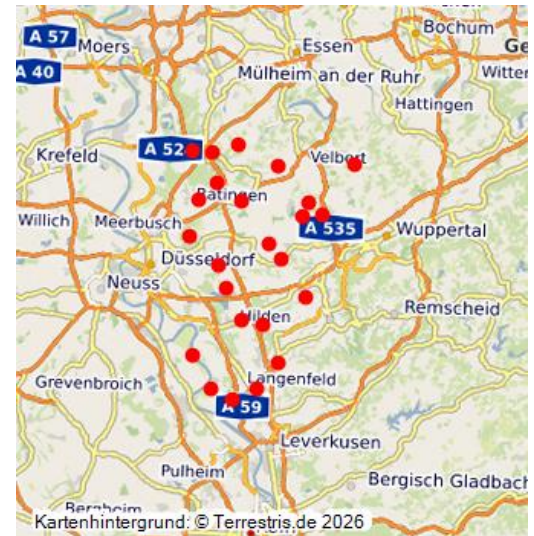 Bochum
A 57
Moers
Essen
Ge
A 40
Mülheim an der Ruhr
Witter
Hattingen
A 52
Krefeld
Velbert
Ratingen
Willich
Meerbusch
A 535
Wuppertal
Düsseldorf
Neuss
Remscheid
Hilden
Grevenbroich
Langenfeld
A 59
Leverkusen
Pulheim
Bergisch Gladbach
Bergheim
Kartenhintergrund: © Terrestris.de 2026